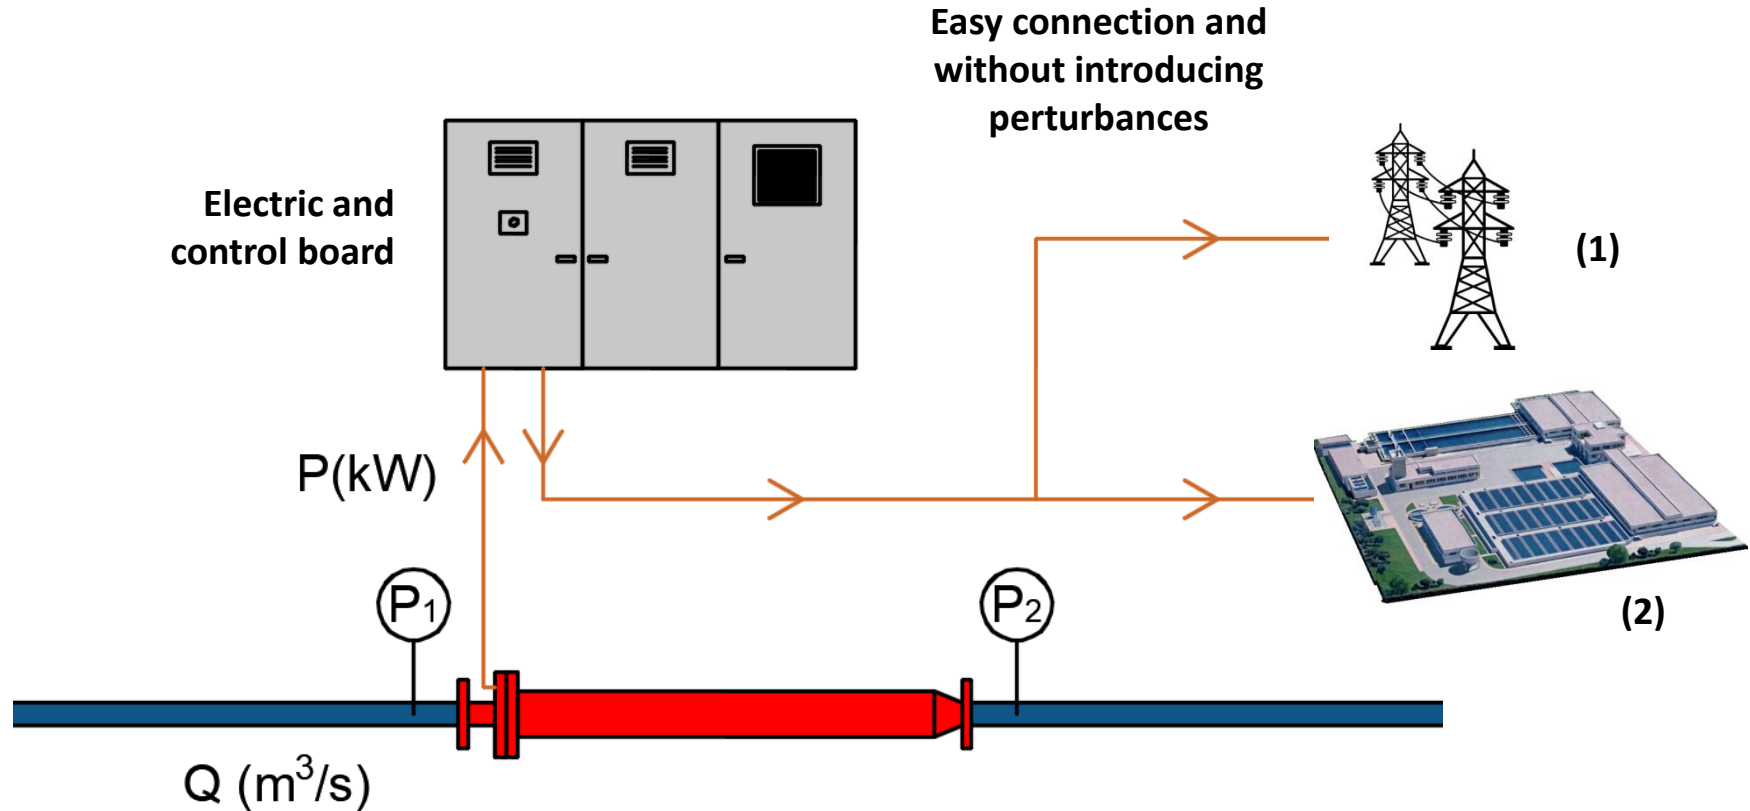 Easy connection and
without introducing
perturbances
Electric and
control board
(1)
P(kW)
(2)
P₁
P₂
Q (m³/s)